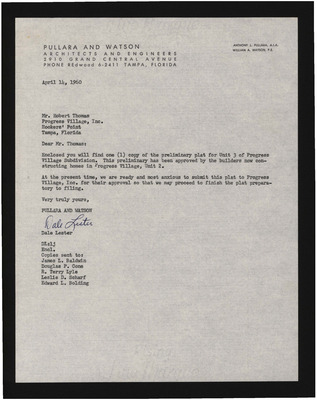 PULLARA AND WATSON
ARCHITECTS AND ENGINEERS
2910 GRAND CENTRAL AVENUE
PHONE REdwood 6-2411 TAMPA, FLORIDA
ANTHONY L. PULLARA, A.I.A.
WILLIAM A. WATSON, P.E.
April 14, 1960
Mr. Robert Thomas
Progress Village, Inc.
Hookers' Point
Tampa, Florida
Dear Mr. Thomas:
Enclosed you will find one (1) copy of the preliminary plat for Unit 3 of Progress
Village Subdivision. This preliminary has been approved by the builders now con-
structing homes in Progress Village, Unit 2.
At the present time, we are ready and most anxious to submit this plat to Progress
Village, Inc. for their approval so that we may proceed to finish the plat prepara-
tory to filing.
Very truly yours,
PULLARA AND WATSON
Dale Lester
Dale Lester
Encl.
Copies sent to:
James L. Baldwin
Douglas P. Cone
R. Terry Lyle
Leslie D. Scharf
Edward L. Holding